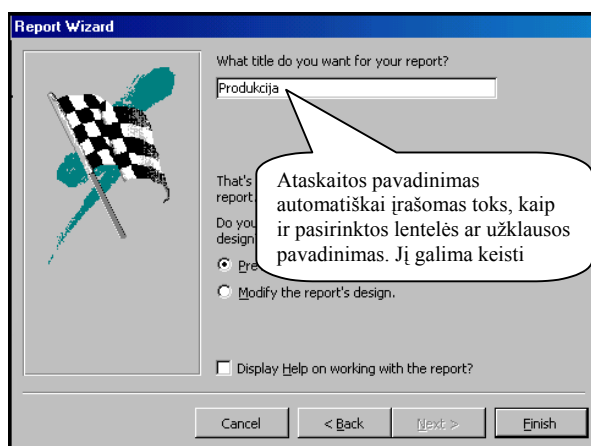 Report Wizard
What title do you want for your report?
Produkcija
Ataskaitos pavadinimas
automatiškai įrašomas toks, kaip
ir pasirinktos lentelės ar užklausos
pavadinimas. Jį galima keisti
That's
report.
Do you
design
Pre
Modify the report's design.
Display Help on working with the report?
Cancel
< Back
Next >
Finish